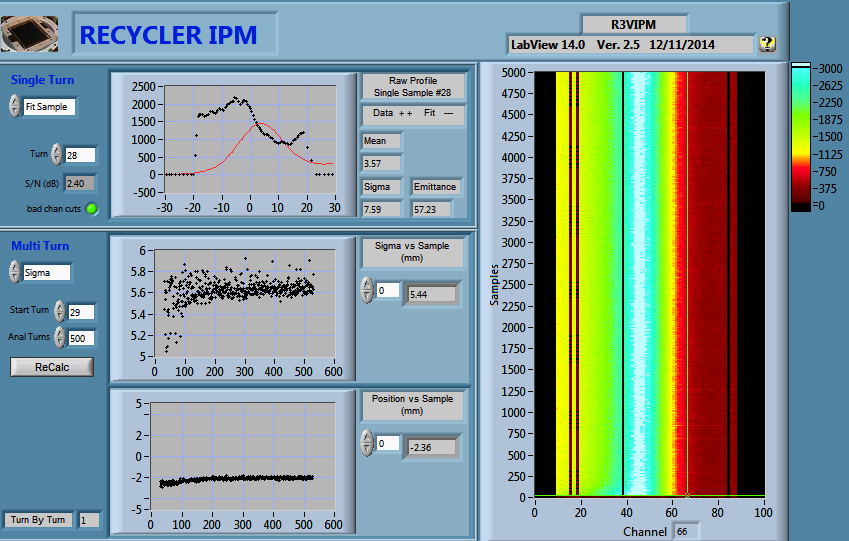 RECYCLER IPM
R3VIPM
LabView 14.0 Ver. 2.5 12/11/2014
?
Single Turn
Fit Sample
Turn 28
S/N (dB) 2.40
bad chan cuts
2500
2000
1500
1000
500
0
-500
-30 -20 -10 0 10 20 30
Raw Profile
Single Sample #28
Data + + Fit ---
Mean
3.57
Sigma Emittance
7.59 57.23
Multi Turn
Sigma
Start Turn 29
Anal Turns 500
ReCalc
6
5.8
5.6
5.4
5.2
5
0 100 200 300 400 500 600
Sigma vs Sample
(mm)
0 5.44
5
2
0
-2
-5
0 100 200 300 400 500 600
Position vs Sample
(mm)
0 -2.36
Turn By Turn 1
Samples
5000
4750
4500
4250
4000
3750
3500
3250
3000
2750
2500
2250
2000
1750
1500
1250
1000
750
500
250
0
0 20 40 60 80 100
Channel 66
3000
2625
2250
1875
1500
1125
750
375
0